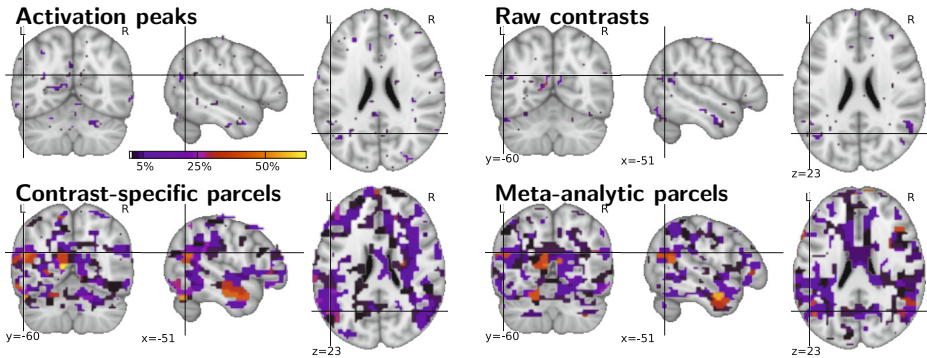 Activation peaks
L R L R
5% 25% 50%
Raw contrasts
L R L R
y=-60 x=-51 z=23
Contrast-specific parcels
L R L R
y=-60 x=-51 z=23
Meta-analytic parcels
L R L R
y=-60 x=-51 z=23